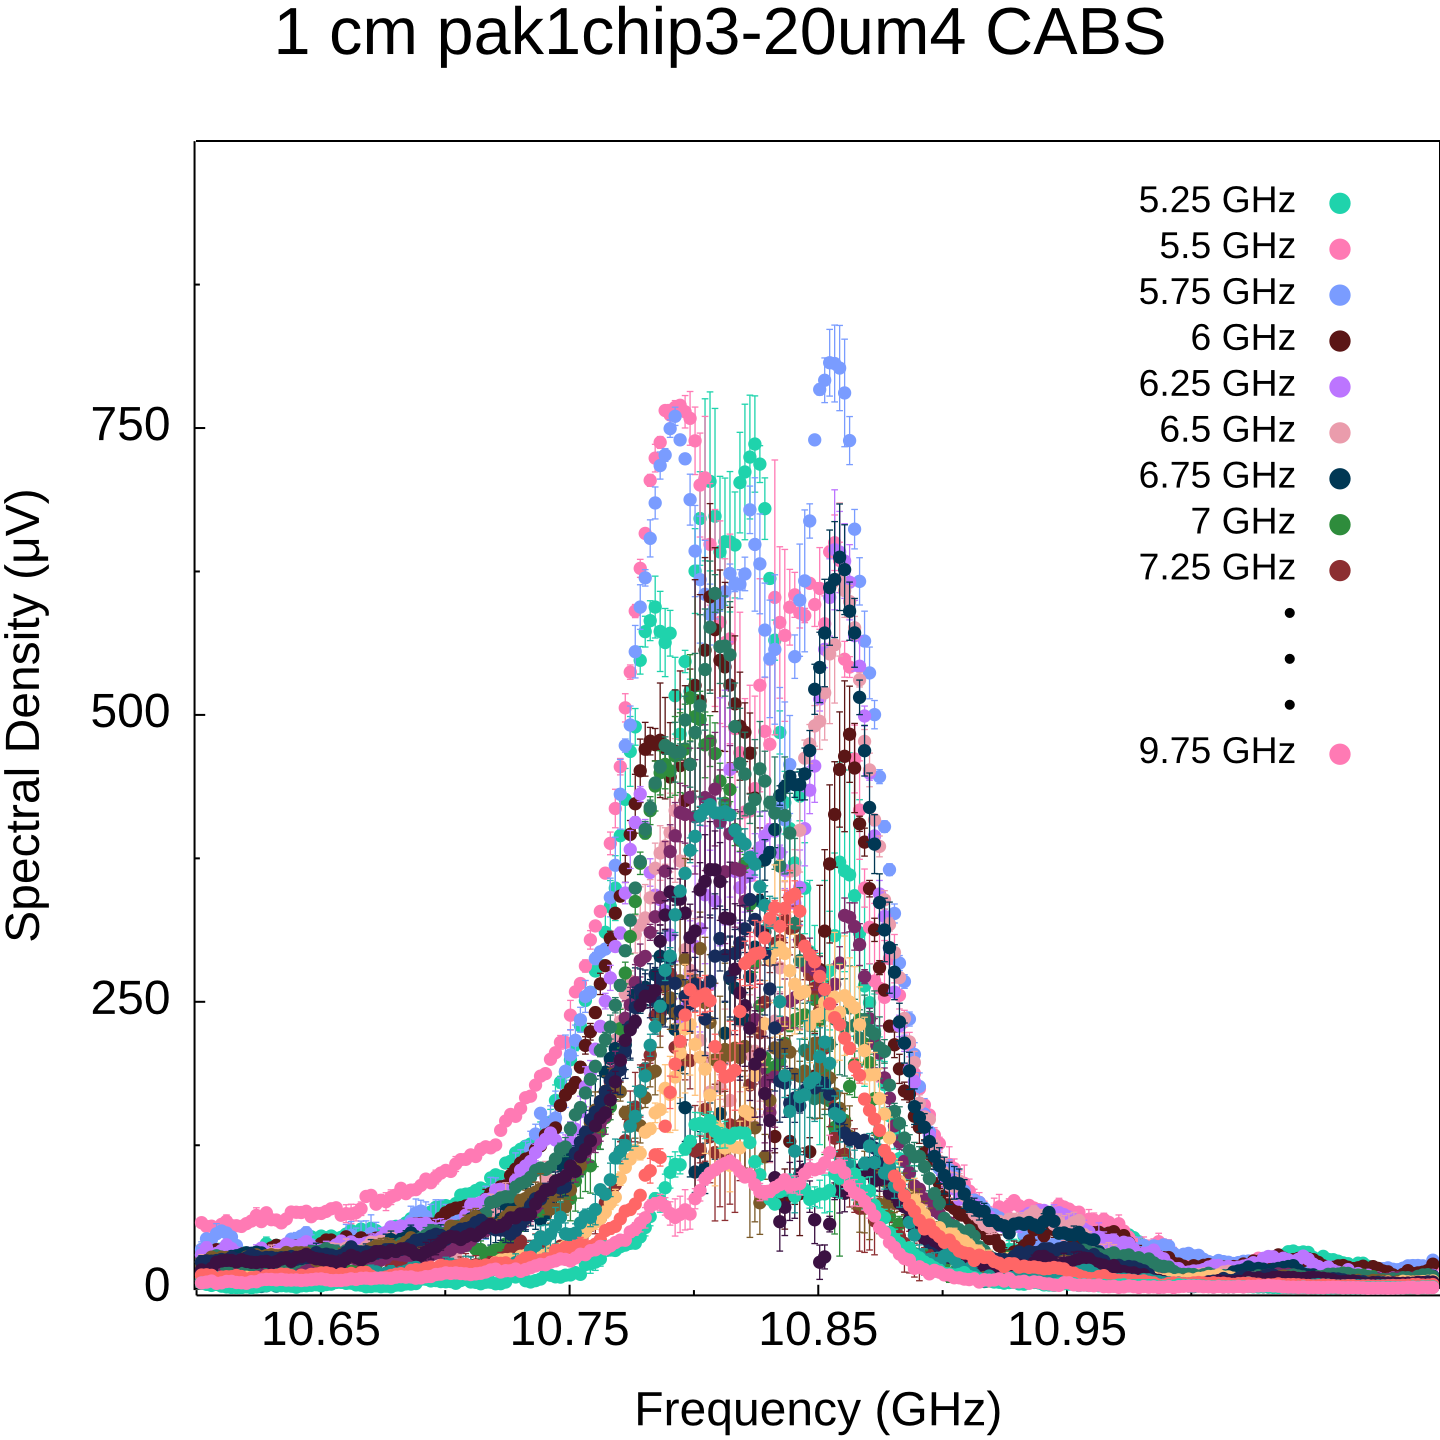 1 cm pak1chip3-20um4 CABS
5.25 GHz
5.5 GHz
5.75 GHz
6 GHz
6.25 GHz
6.5 GHz
6.75 GHz
7 GHz
7.25 GHz
9.75 GHz
Spectral Density (μV)
750
500
250
0
10.65 10.75 10.85 10.95
Frequency (GHz)